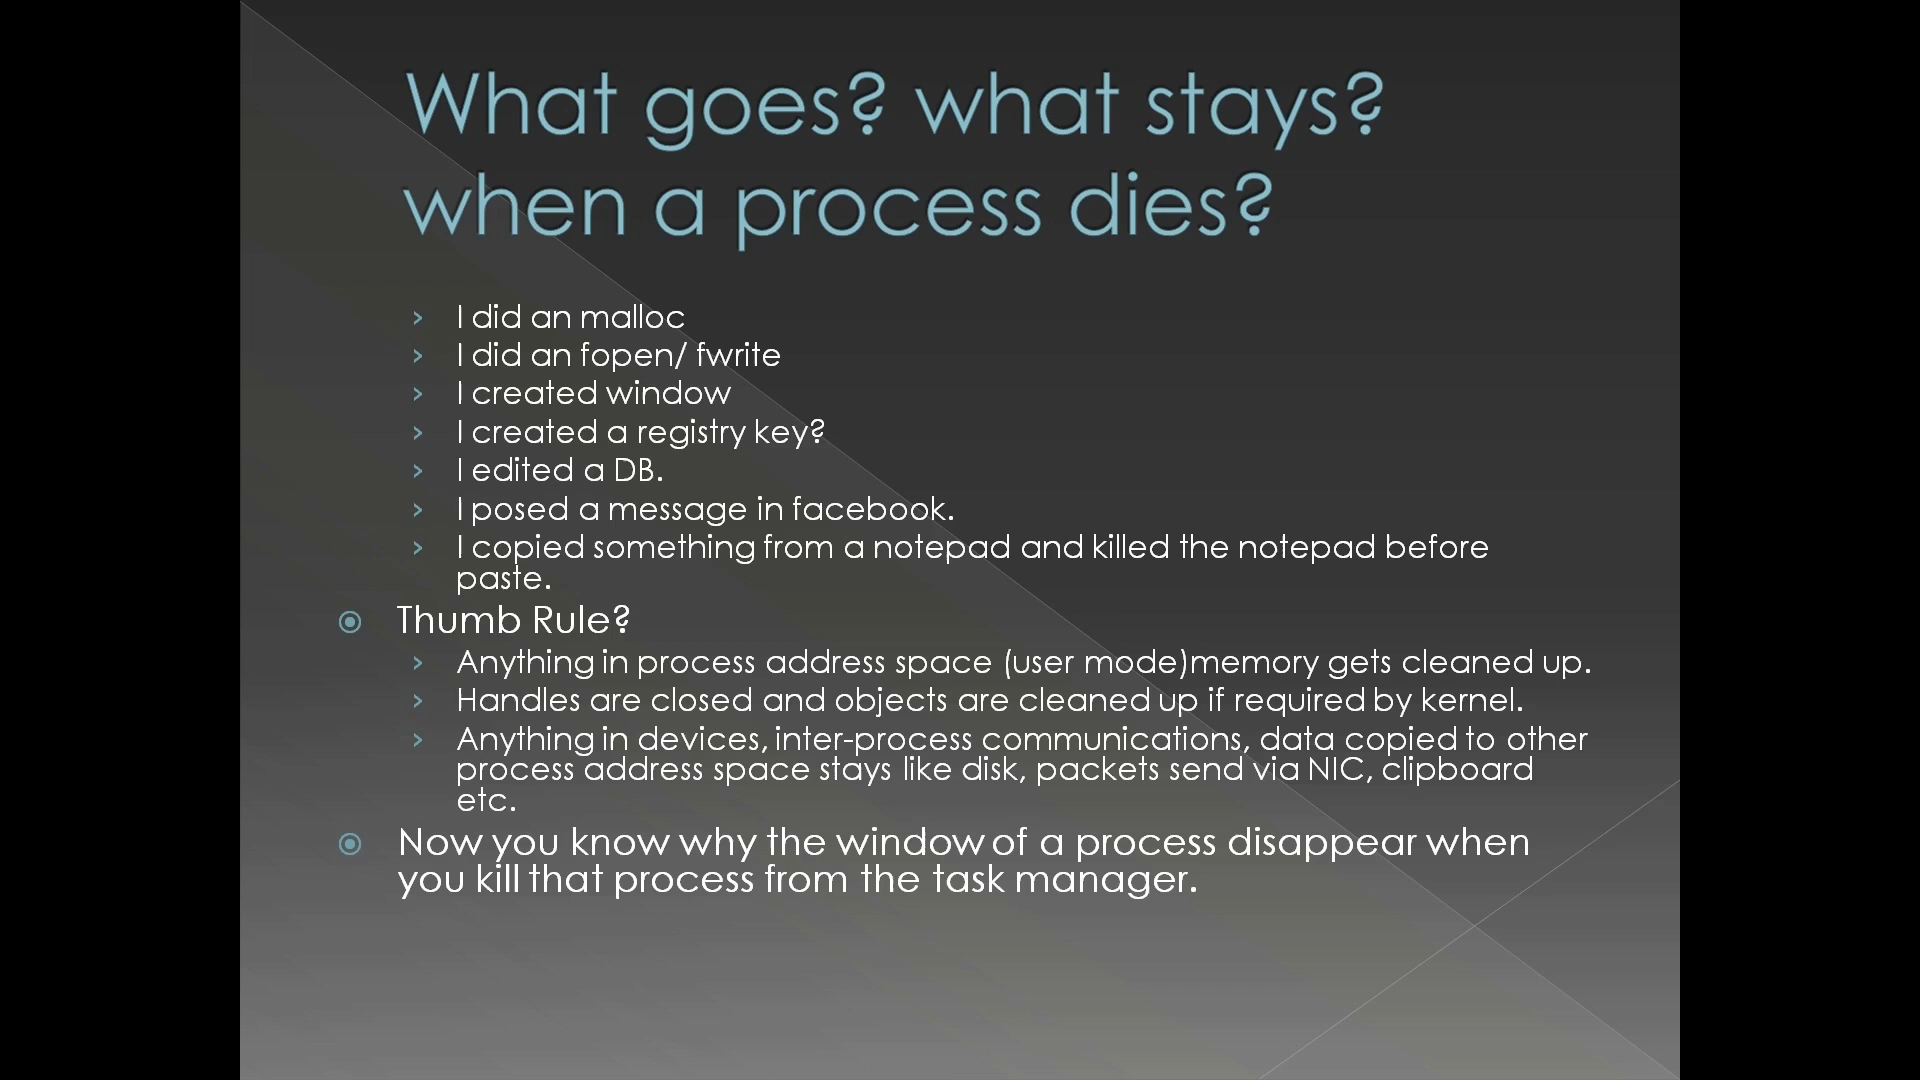 What goes? what stays?
when a process dies?
I did an malloc
I did an fopen/ fwrite
I created window
I created a registry key?
I edited a DB.
I posed a message in facebook.
I copied something from a notepad and killed the notepad before
paste.
Thumb Rule?
Anything in process address space (user mode)memory gets cleaned up.
Handles are closed and objects are cleaned up if required by kernel.
Anything in devices, inter-process communications, data copied to other
process address space stays like disk, packets send via NIC, clipboard
etc.
Now you know why the window of a process disappear when
you kill that process from the task manager.